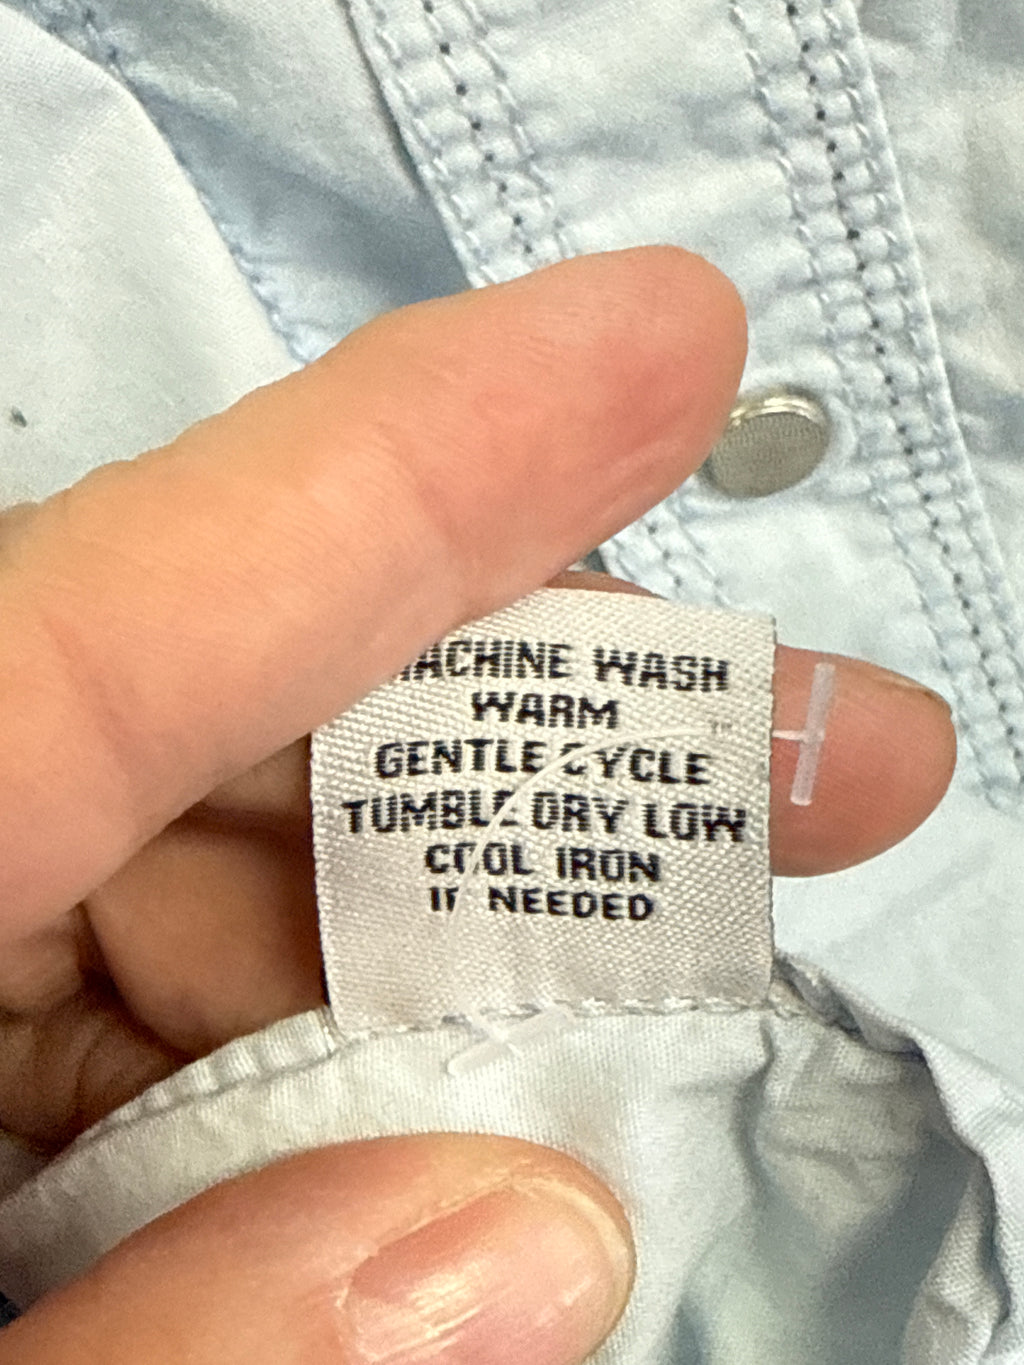 MACHINE WASH
WARM
GENTLE CYCLE
TUMBLE DRY LOW
COOL IRON
IF NEEDED